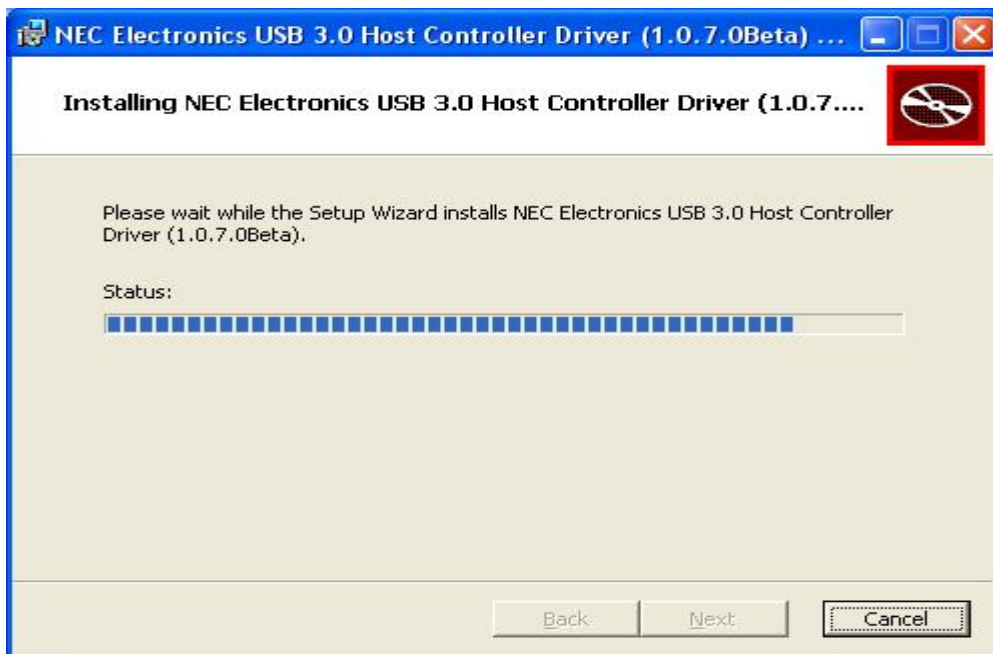 NEC Electronics USB 3.0 Host Controller Driver (1.0.7.0Beta) ...
Installing NEC Electronics USB 3.0 Host Controller Driver (1.0.7....
Please wait while the Setup Wizard installs NEC Electronics USB 3.0 Host Controller
Driver (1.0.7.0Beta).
Status:
Back
Next
Cancel